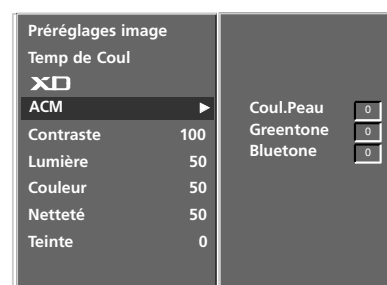 Préréglages image
Temp de Coul
XD
ACM
Contraste 100
Lumière 50
Couleur 50
Netteté 50
Teinte 0
Coul.Peau 0
Greentone 0
Bluetone 0